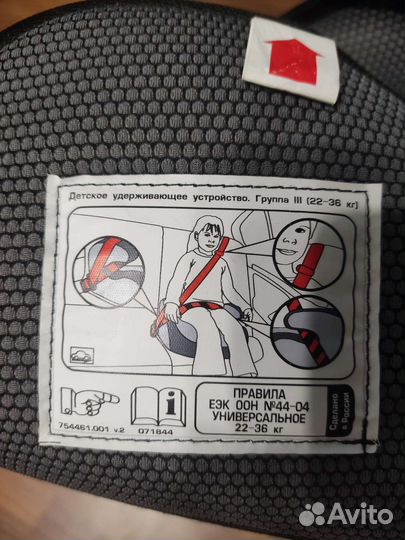 Детское удерживающее устройство. Группа III (22-36 кг)
i
754461.001 v.2
071844
ПРАВИЛА
ЕЭК ООН №44-04
УНИВЕРСАЛЬНОЕ
22-36 кг
Сделано
в России
Avito